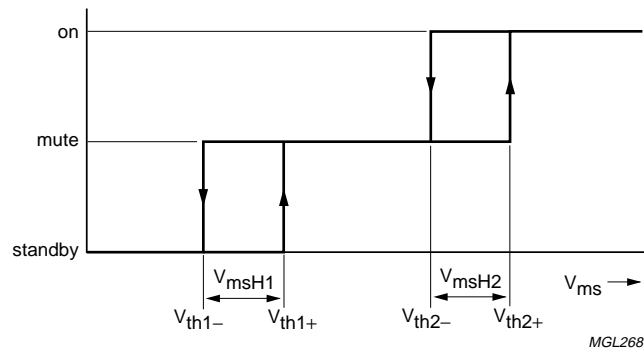 on
mute
standby
VmsH1
VmsH2
Vms
Vth1−
Vth1+
Vth2−
Vth2+
MGL268